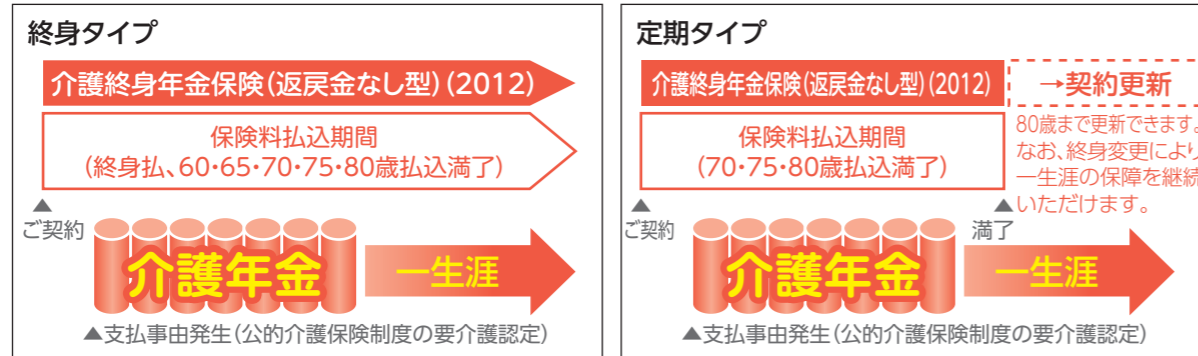 終身タイプ
介護終身年金保険(返戻金なし型)(2012)
保険料払込期間
(終身払、60・65・70・75・80歳払込満了)
▲
ご契約
介護年金
一生涯
▲支払事由発生(公的介護保険制度の要介護認定)
定期タイプ
介護終身年金保険(返戻金なし型)(2012)
→契約更新
保険料払込期間
(70・75・80歳払込満了)
80歳まで更新できます。
なお、終身変更により
一生涯の保障を継続
いただけます。
▲
ご契約
▲
満了
介護年金
一生涯
▲支払事由発生(公的介護保険制度の要介護認定)